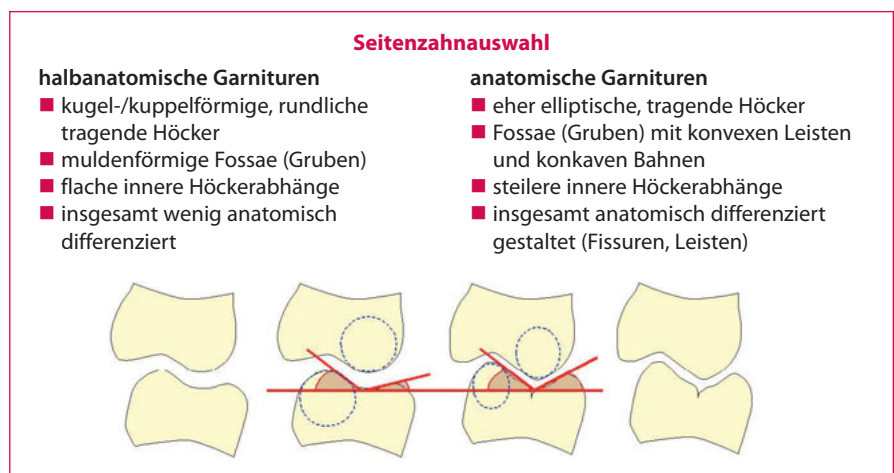 Seitenzahnauswahl
halbanatomische Garnituren
■ kugel-/kuppelförmige, rundliche
tragende Höcker
■ muldenförmige Fossae (Gruben)
■ flache innere Höckerabhänge
■ insgesamt wenig anatomisch
differenziert
anatomische Garnituren
■ eher elliptische, tragende Höcker
■ Fossae (Gruben) mit konvexen Leisten
und konkaven Bahnen
■ steilere innere Höckerabhänge
■ insgesamt anatomisch differenziert
gestaltet (Fissuren, Leisten)